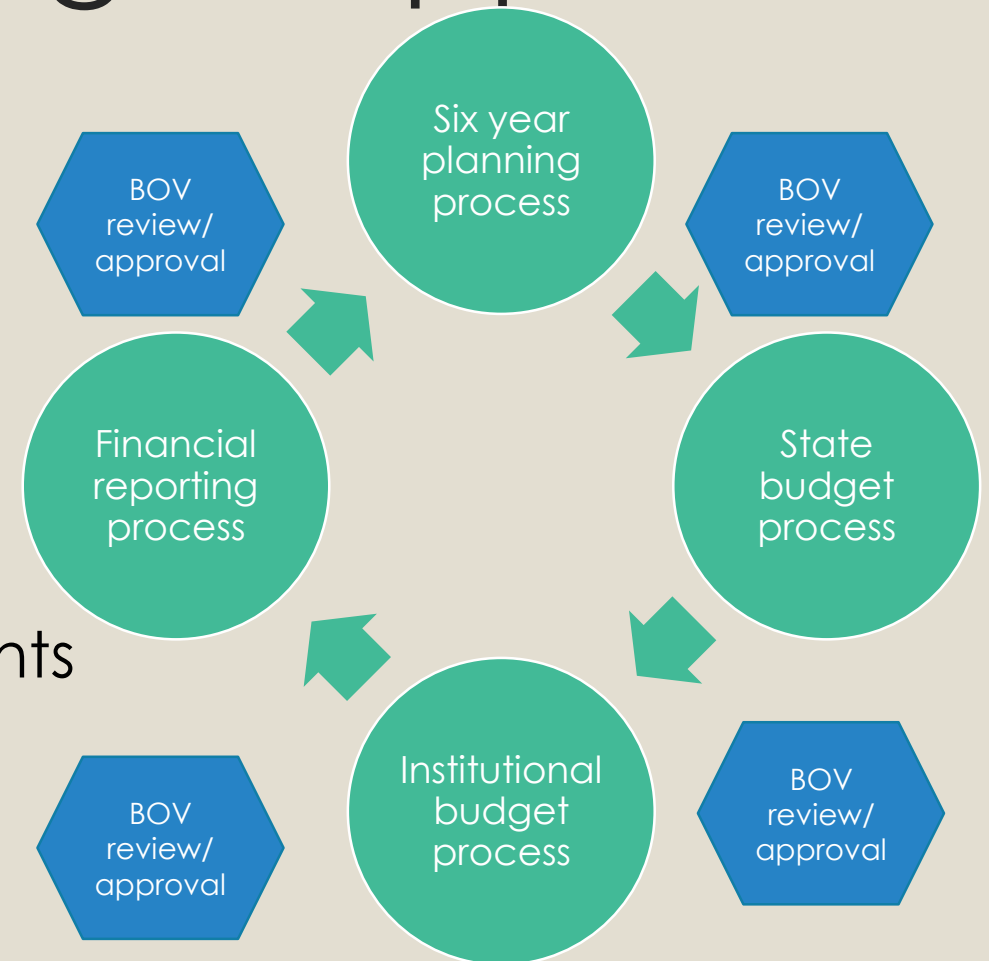 Six year
planning
process
BOV
review/
approval
BOV
review/
approval
Financial
reporting
process
State
budget
process
nts
Institutional
budget
process
BOV
review/
approval
BOV
review/
approval